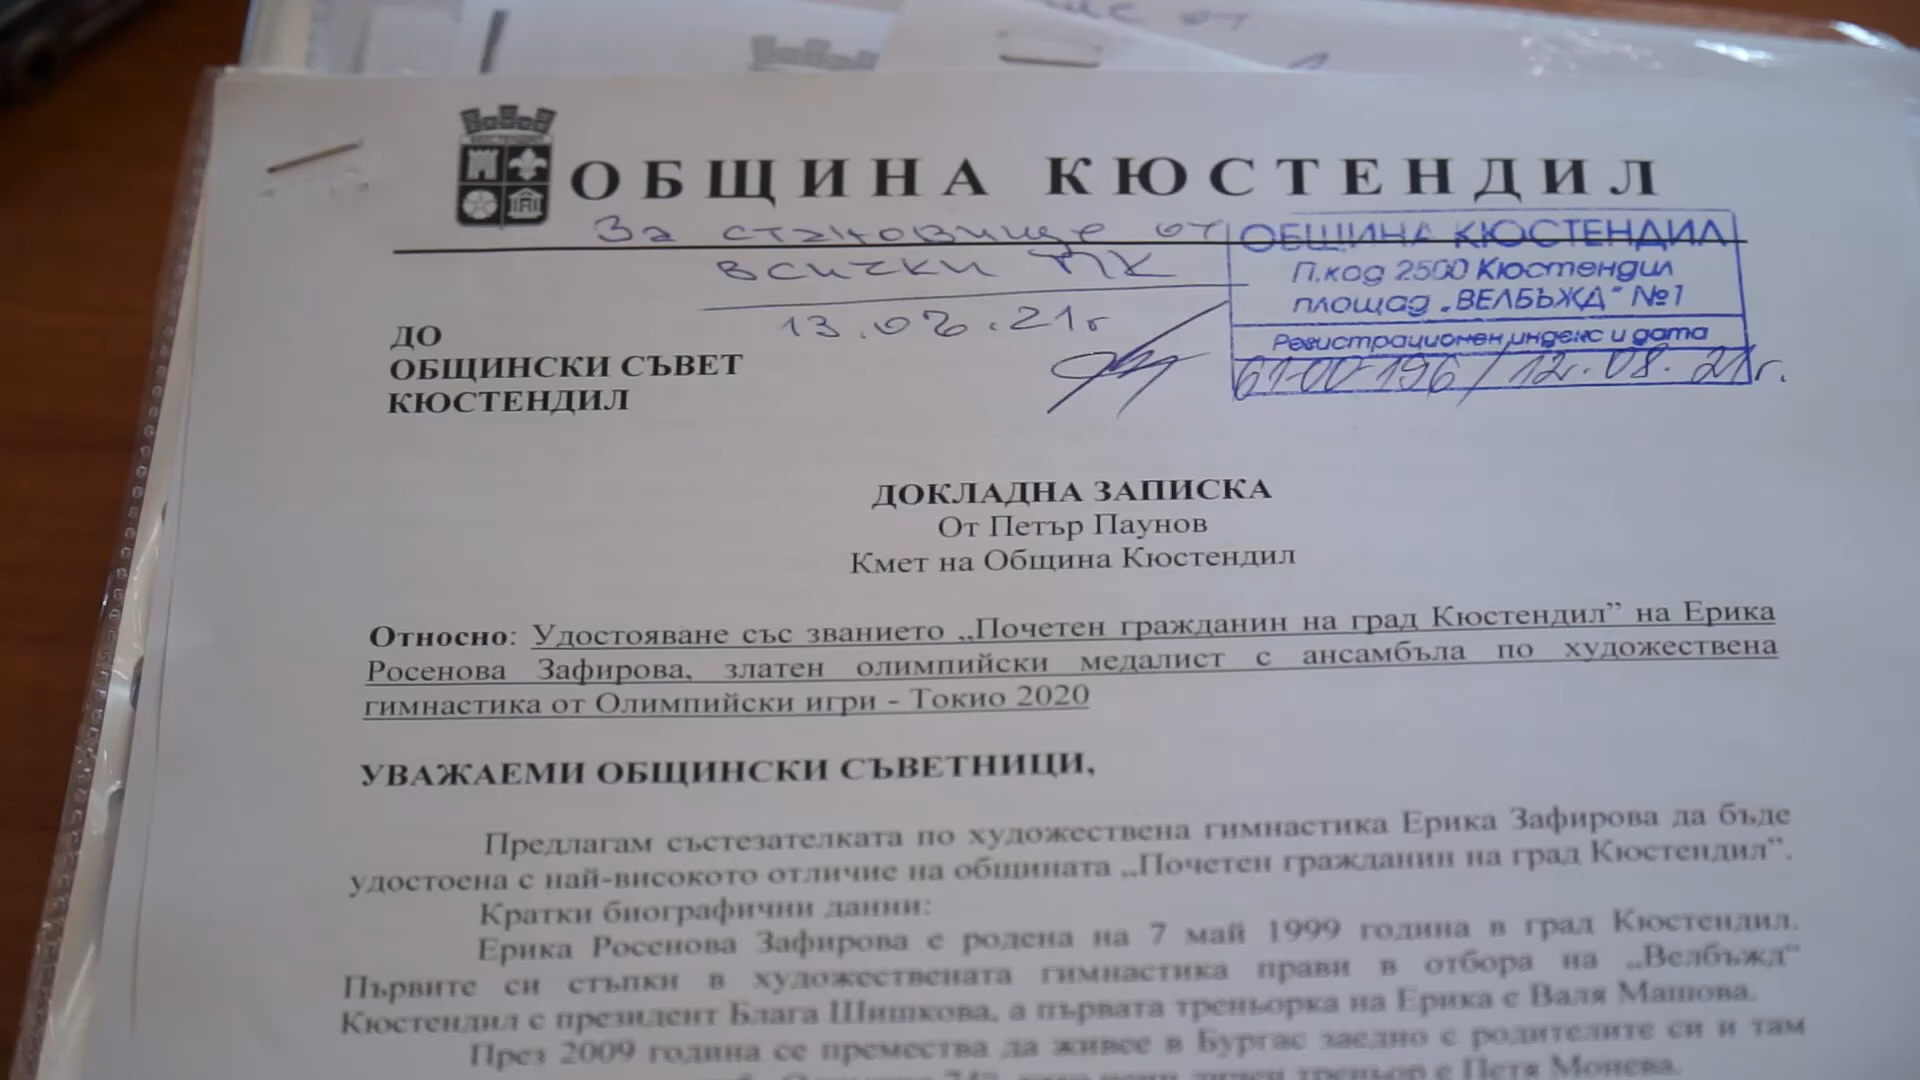 ОБЩИНА КЮСТЕНДИЛ
За становище от
всички ПК
13.08.21г
ОБЩИНА КЮСТЕНДИЛ
П.код 2500 Кюстендил
площад „ВЕЛБЪЖД" №1
Регистрационен индекс и дата
61-00-196/12.08.21г.
ДО
ОБЩИНСКИ СЪВЕТ
КЮСТЕНДИЛ
ДОКЛАДНА ЗАПИСКА
От Петър Паунов
Кмет на Община Кюстендил
Относно: Удостояване със званието „Почетен гражданин на град Кюстендил” на Ерика
Росенова Зафирова, златен олимпийски медалист с ансамбъла по художествена
гимнастика от Олимпийски игри - Токио 2020
УВАЖАЕМИ ОБЩИНСКИ СЪВЕТНИЦИ,
Предлагам състезателката по художествена гимнастика Ерика Зафирова да бъде
удостоена с най-високото отличие на общината „Почетен гражданин на град Кюстендил”.
Кратки биографични данни:
Ерика Росенова Зафирова е родена на 7 май 1999 година в град Кюстендил.
Първите си стъпки в художествената гимнастика прави в отбора на „Велбъжд“
Кюстендил с президент Блага Шишкова, а първата треньорка на Ерика е Валя Машова.
През 2009 година се премества да живее в Бургас заедно с родителите си и там
треньор е Петя Монева.